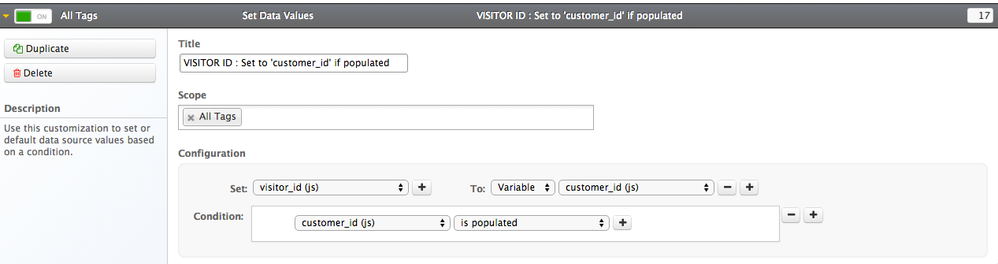 ON All Tags Set Data Values VISITOR ID : Set to 'customer_id' if populated 17
Duplicate
Delete
Description
Use this customization to set or
default data source values based
on a condition.
Title
VISITOR ID : Set to 'customer_id' if populated
Scope
All Tags
Configuration
Set: visitor_id (js) To: Variable customer_id (js)
Condition: customer_id (js) is populated